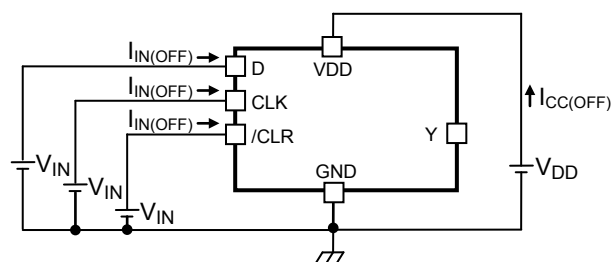 I_IN(OFF)
D
VDD
I_IN(OFF)
CLK
I_CC(OFF)
I_IN(OFF)
/CLR
Y
V_IN
GND
V_DD
V_IN
V_IN